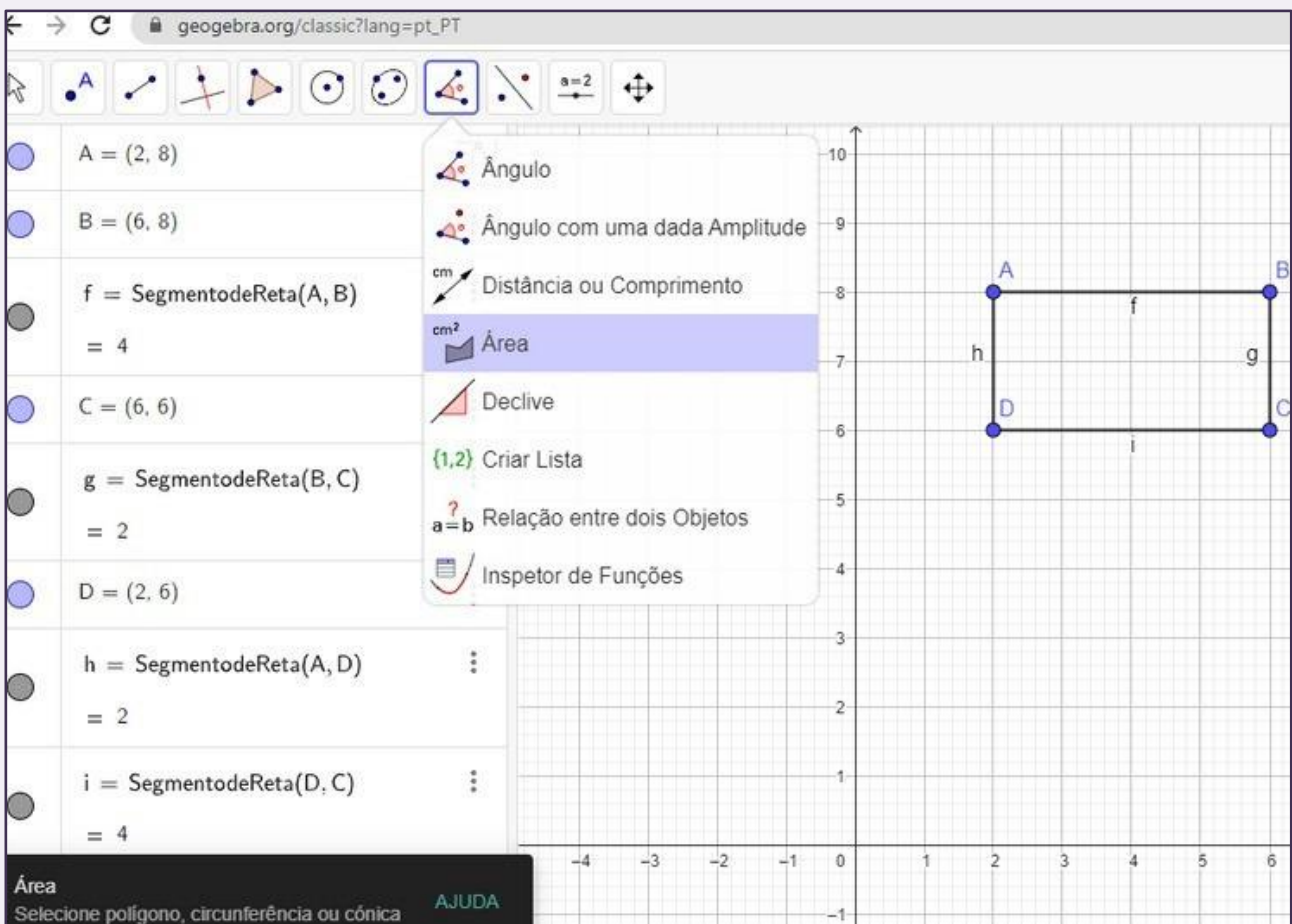 geogebra.org/classic?lang=pt_PT
A
a=2
A = (2, 8)
B = (6, 8)
f = SegmentodeReta(A, B)
= 4
C = (6, 6)
g = SegmentodeReta(B, C)
= 2
D = (2, 6)
h = SegmentodeReta(A, D)
= 2
i = SegmentodeReta(D, C)
= 4
Ângulo
Ângulo com uma dada Amplitude
cm Distância ou Comprimento
cm² Área
Declive
{1,2} Criar Lista
? a=b Relação entre dois Objetos
Inspetor de Funções
10
9
8
7
6
5
4
3
2
1
0
−1
−4 −3 −2 −1 1 2 3 4 5 6
A B
f
h g
D C
i
Área
Selecione polígono, circunferência ou cónica
AJUDA